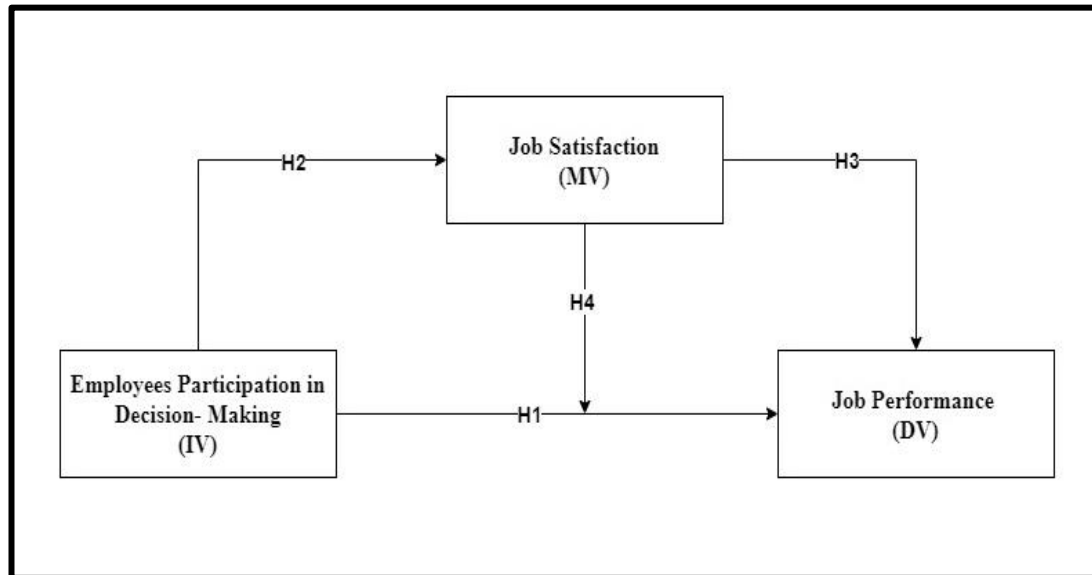 Job Satisfaction
(MV)
H2
H3
H4
Employees Participation in
Decision- Making
(IV)
H1
Job Performance
(DV)